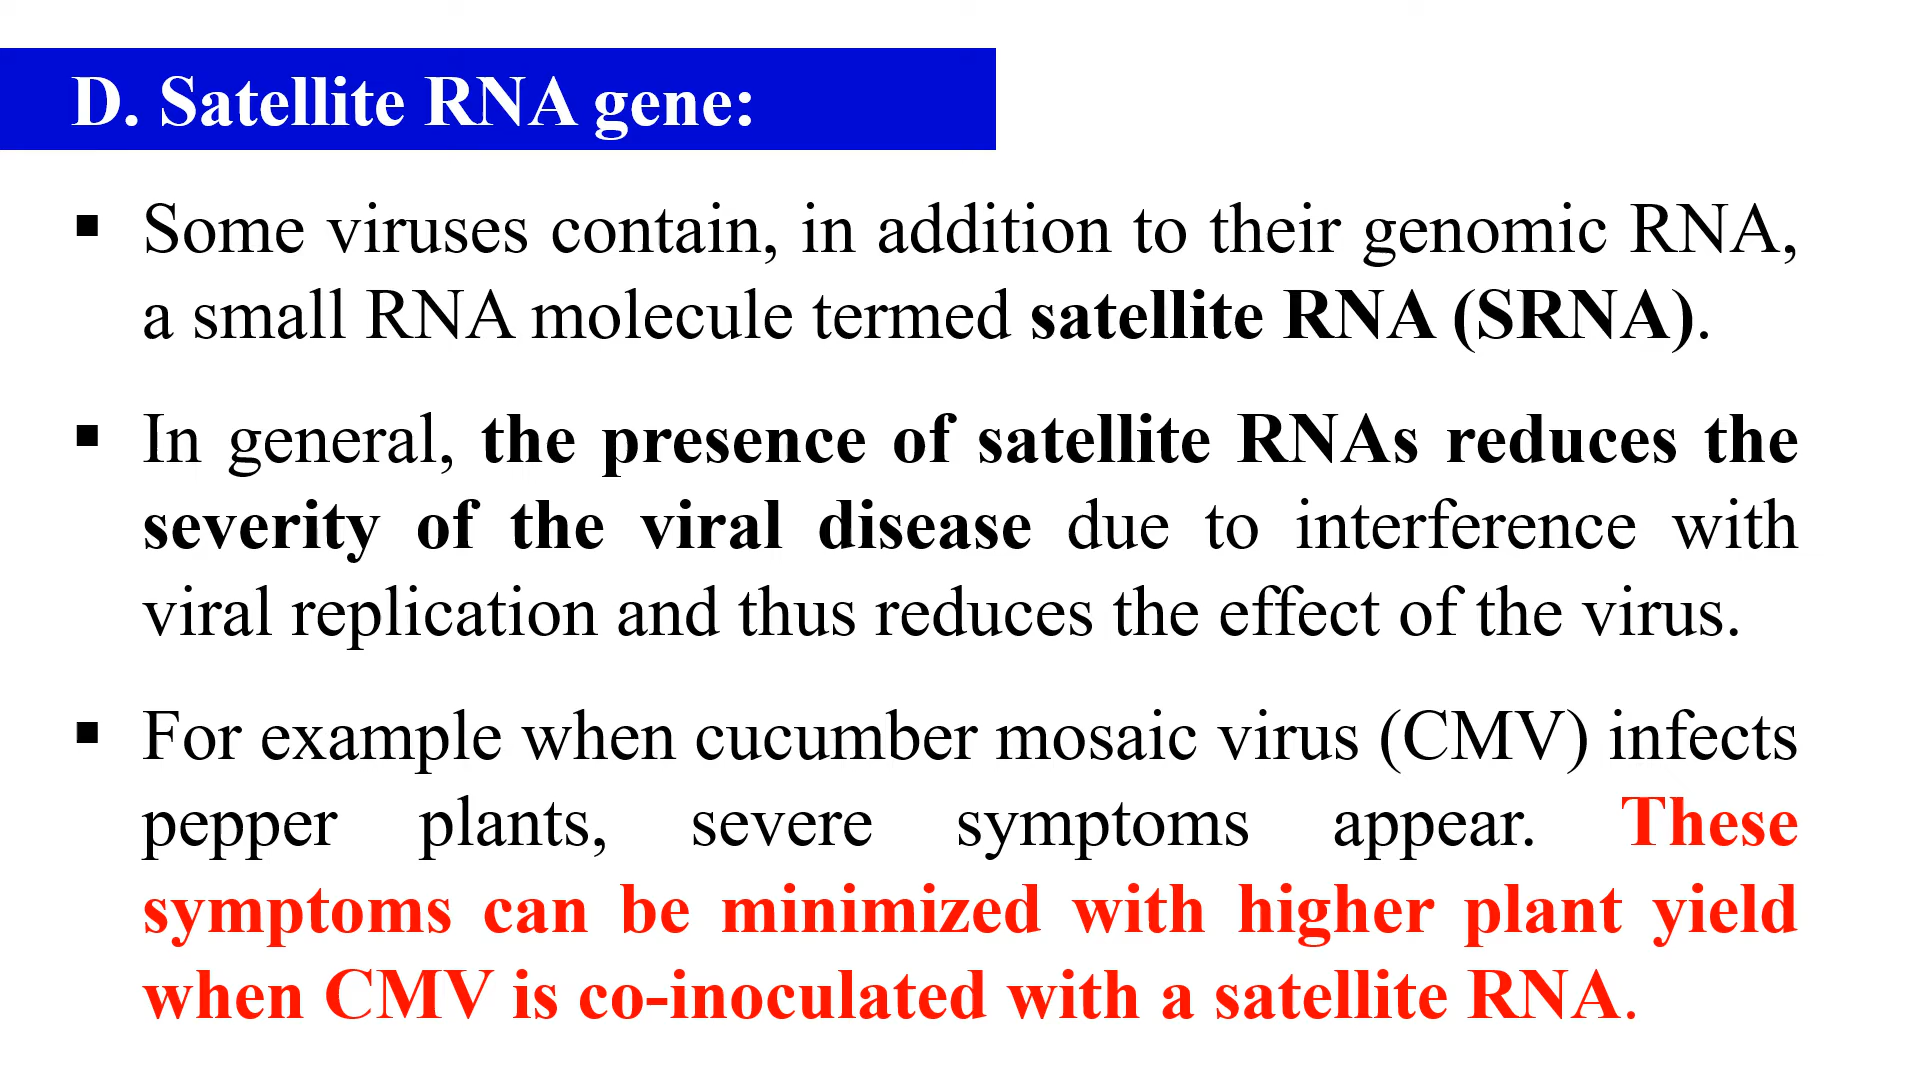 D. Satellite RNA gene:
▪ Some viruses contain, in addition to their genomic RNA,
a small RNA molecule termed satellite RNA (SRNA).
▪ In general, the presence of satellite RNAs reduces the
severity of the viral disease due to interference with
viral replication and thus reduces the effect of the virus.
▪ For example when cucumber mosaic virus (CMV) infects
pepper plants, severe symptoms appear. These
symptoms can be minimized with higher plant yield
when CMV is co-inoculated with a satellite RNA.